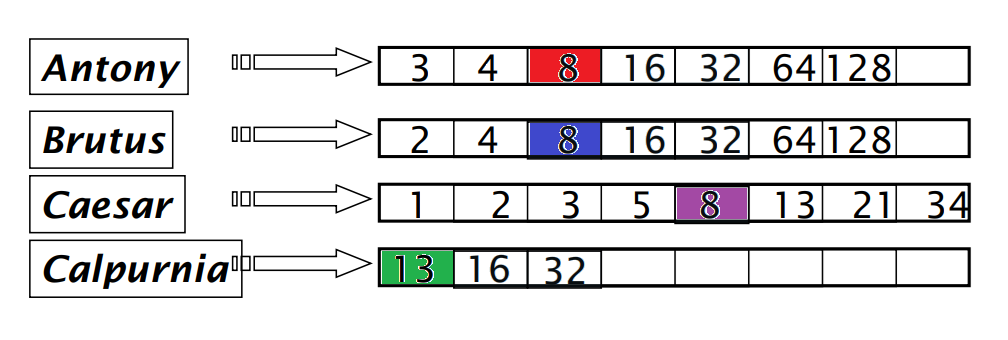 Antony 3 4 8 16 32 64 128
Brutus 2 4 8 16 32 64 128
Caesar 1 2 3 5 8 13 21 34
Calpurnia 13 16 32